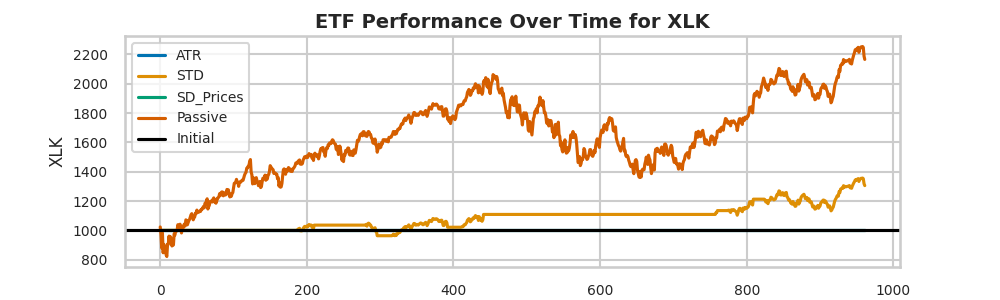 ETF Performance Over Time for XLK
XLK
2200
2000
1800
1600
1400
1200
1000
800
ATR
STD
SD_Prices
Passive
Initial
0
200
400
600
800
1000